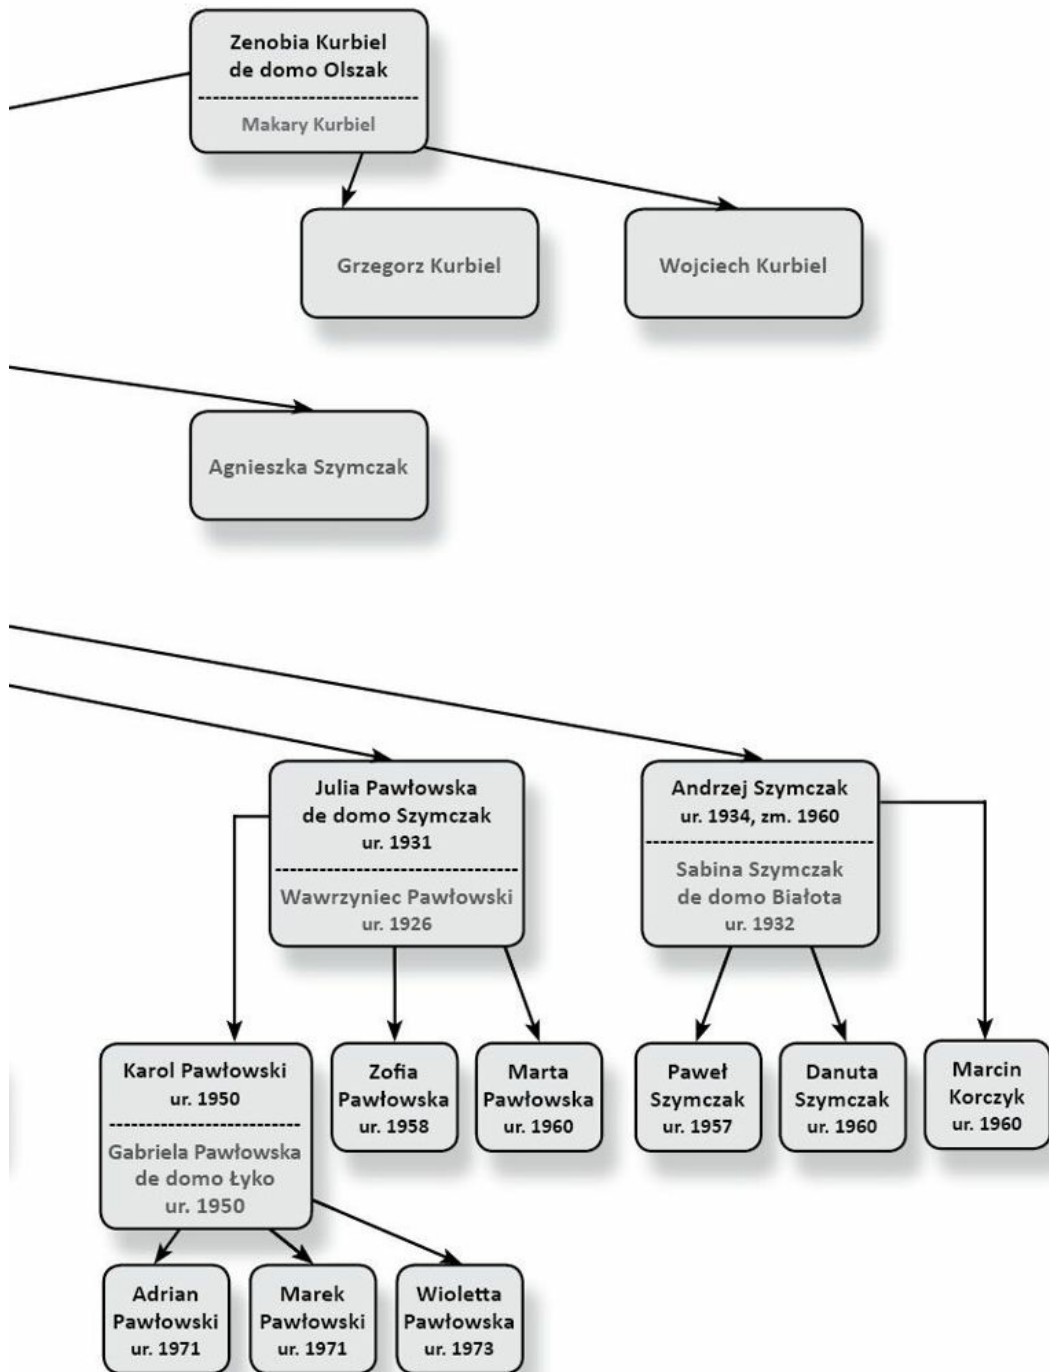 Zenobia Kurbiel
de domo Olszak
Makary Kurbiel
Grzegorz Kurbiel
Wojciech Kurbiel
Agnieszka Szymczak
Julia Pawłowska
de domo Szymczak
ur. 1931
Wawrzyniec Pawłowski
ur. 1926
Andrzej Szymczak
ur. 1934, zm. 1960
Sabina Szymczak
de domo Białota
ur. 1932
Karol Pawłowski
ur. 1950
Gabriela Pawłowska
de domo Łyko
ur. 1950
Zofia
Pawłowska
ur. 1958
Marta
Pawłowska
ur. 1960
Paweł
Szymczak
ur. 1957
Danuta
Szymczak
ur. 1960
Marcin
Korczyk
ur. 1960
Adrian
Pawłowski
ur. 1971
Marek
Pawłowski
ur. 1971
Wioletta
Pawłowska
ur. 1973